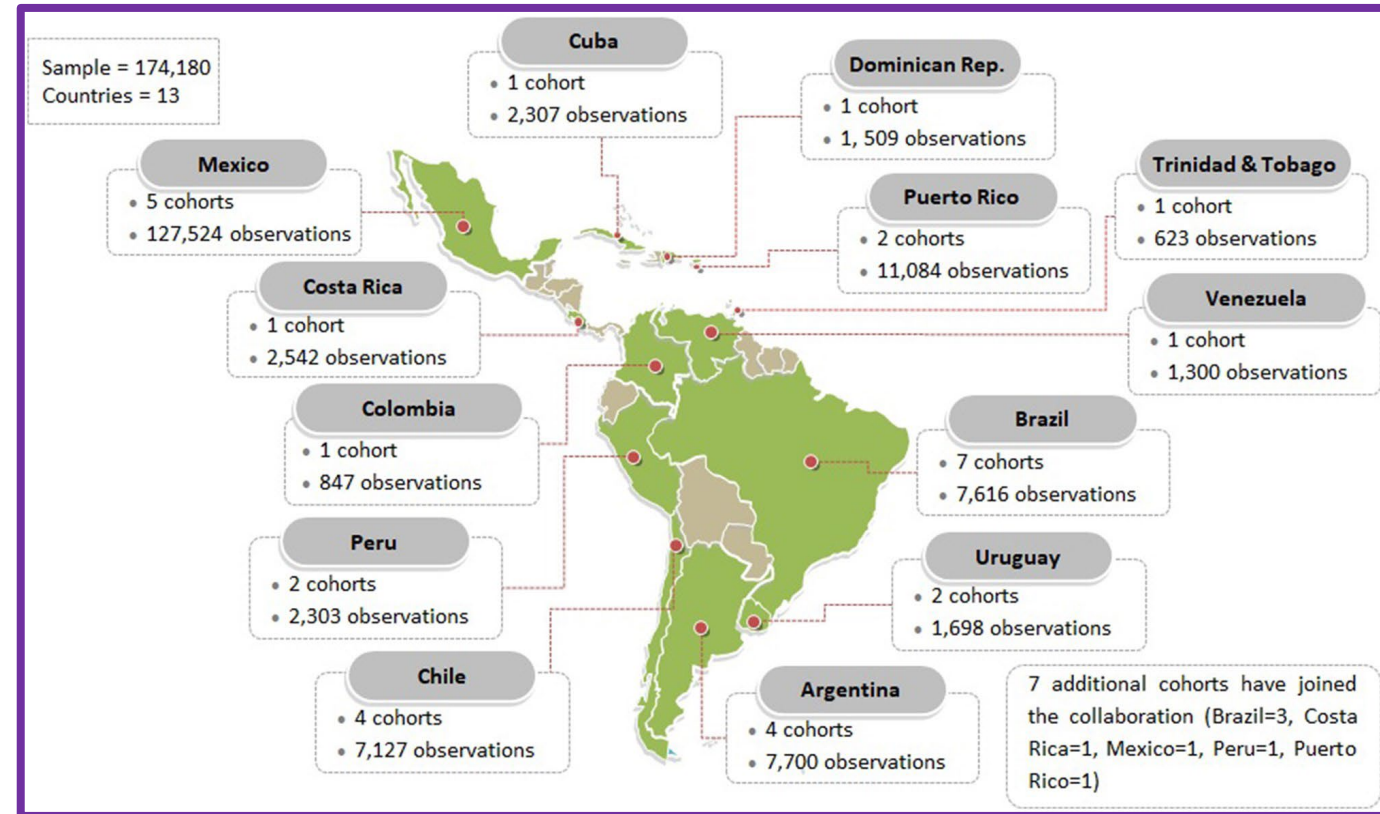 Sample = 174,180
Countries = 13
Cuba
• 1 cohort
• 2,307 observations
Dominican Rep.
• 1 cohort
• 1, 509 observations
Mexico
• 5 cohorts
• 127,524 observations
Puerto Rico
• 2 cohorts
• 11,084 observations
Trinidad & Tobago
• 1 cohort
• 623 observations
Costa Rica
• 1 cohort
• 2,542 observations
Venezuela
• 1 cohort
• 1,300 observations
Colombia
• 1 cohort
• 847 observations
Brazil
• 7 cohorts
• 7,616 observations
Peru
• 2 cohorts
• 2,303 observations
Uruguay
• 2 cohorts
• 1,698 observations
Chile
• 4 cohorts
• 7,127 observations
Argentina
• 4 cohorts
• 7,700 observations
7 additional cohorts have joined
the collaboration (Brazil=3, Costa
Rica=1, Mexico=1, Peru=1, Puerto
Rico=1)